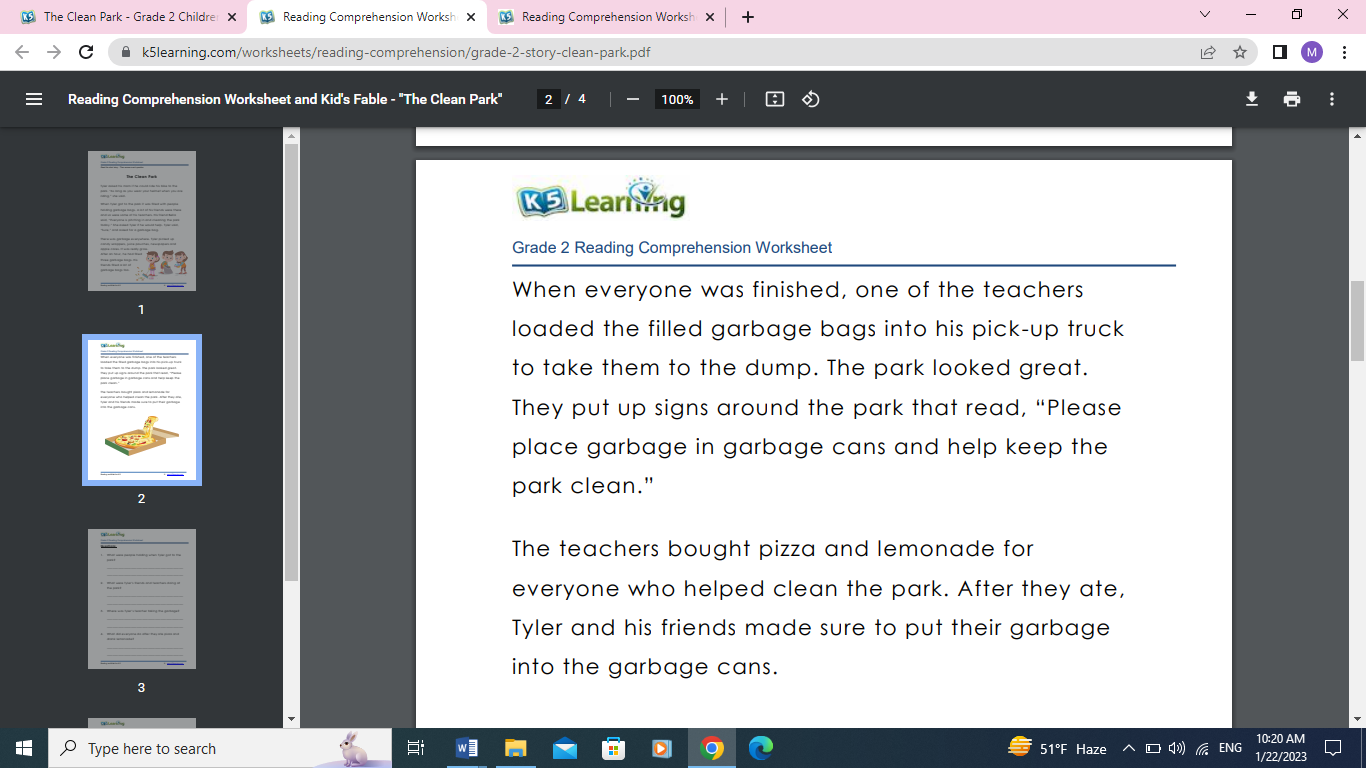 The Clean Park - Grade 2 Childre
Reading Comprehension Worksh
Reading Comprehension Worksh
k5learning.com/worksheets/reading-comprehension/grade-2-story-clean-park.pdf
M
Reading Comprehension Worksheet and Kid's Fable - "The Clean Park"
2 / 4
100%
K5 Learning
Grade 2 Reading Comprehension Worksheet
When everyone was finished, one of the teachers
loaded the filled garbage bags into his pick-up truck
to take them to the dump. The park looked great.
They put up signs around the park that read, “Please
place garbage in garbage cans and help keep the
park clean.”
The teachers bought pizza and lemonade for
everyone who helped clean the park. After they ate,
Tyler and his friends made sure to put their garbage
into the garbage cans.
The Clean Park
1
2
3
Type here to search
51°F Haze
ENG
10:20 AM
1/22/2023